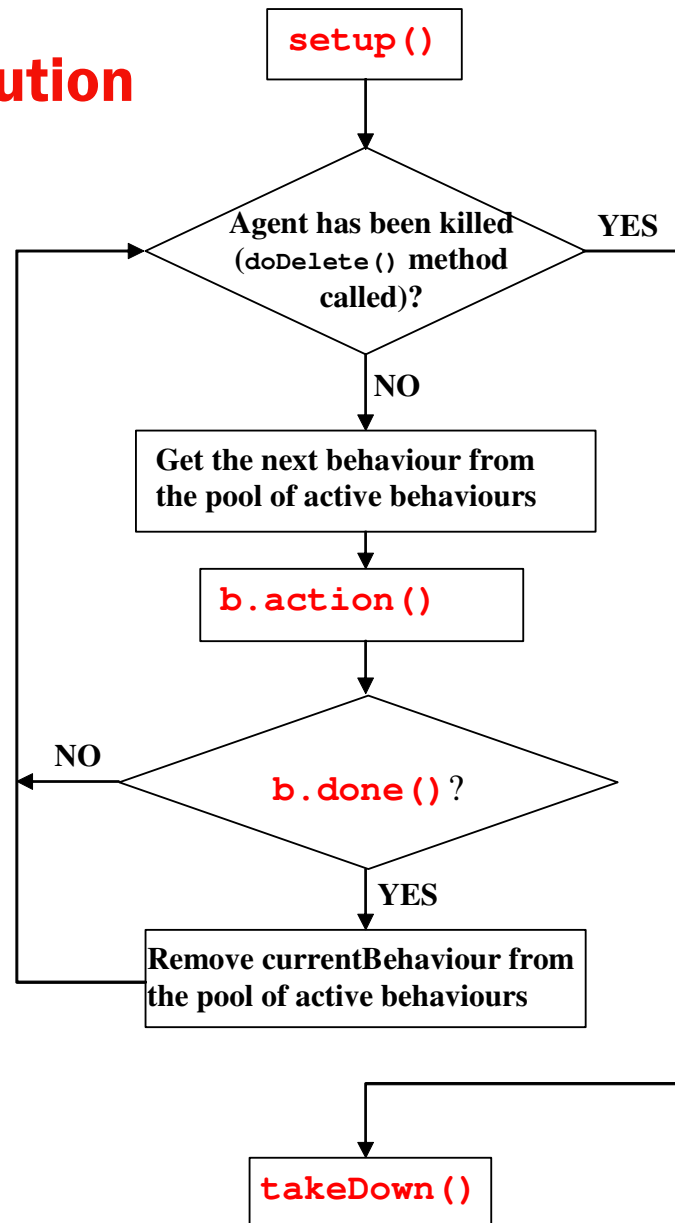 setup()
ution
Agent has been killed
(doDelete() method
called)?
YES
NO
Get the next behaviour from
the pool of active behaviours
b.action()
NO
b.done()?
YES
Remove currentBehaviour from
the pool of active behaviours
takeDown()